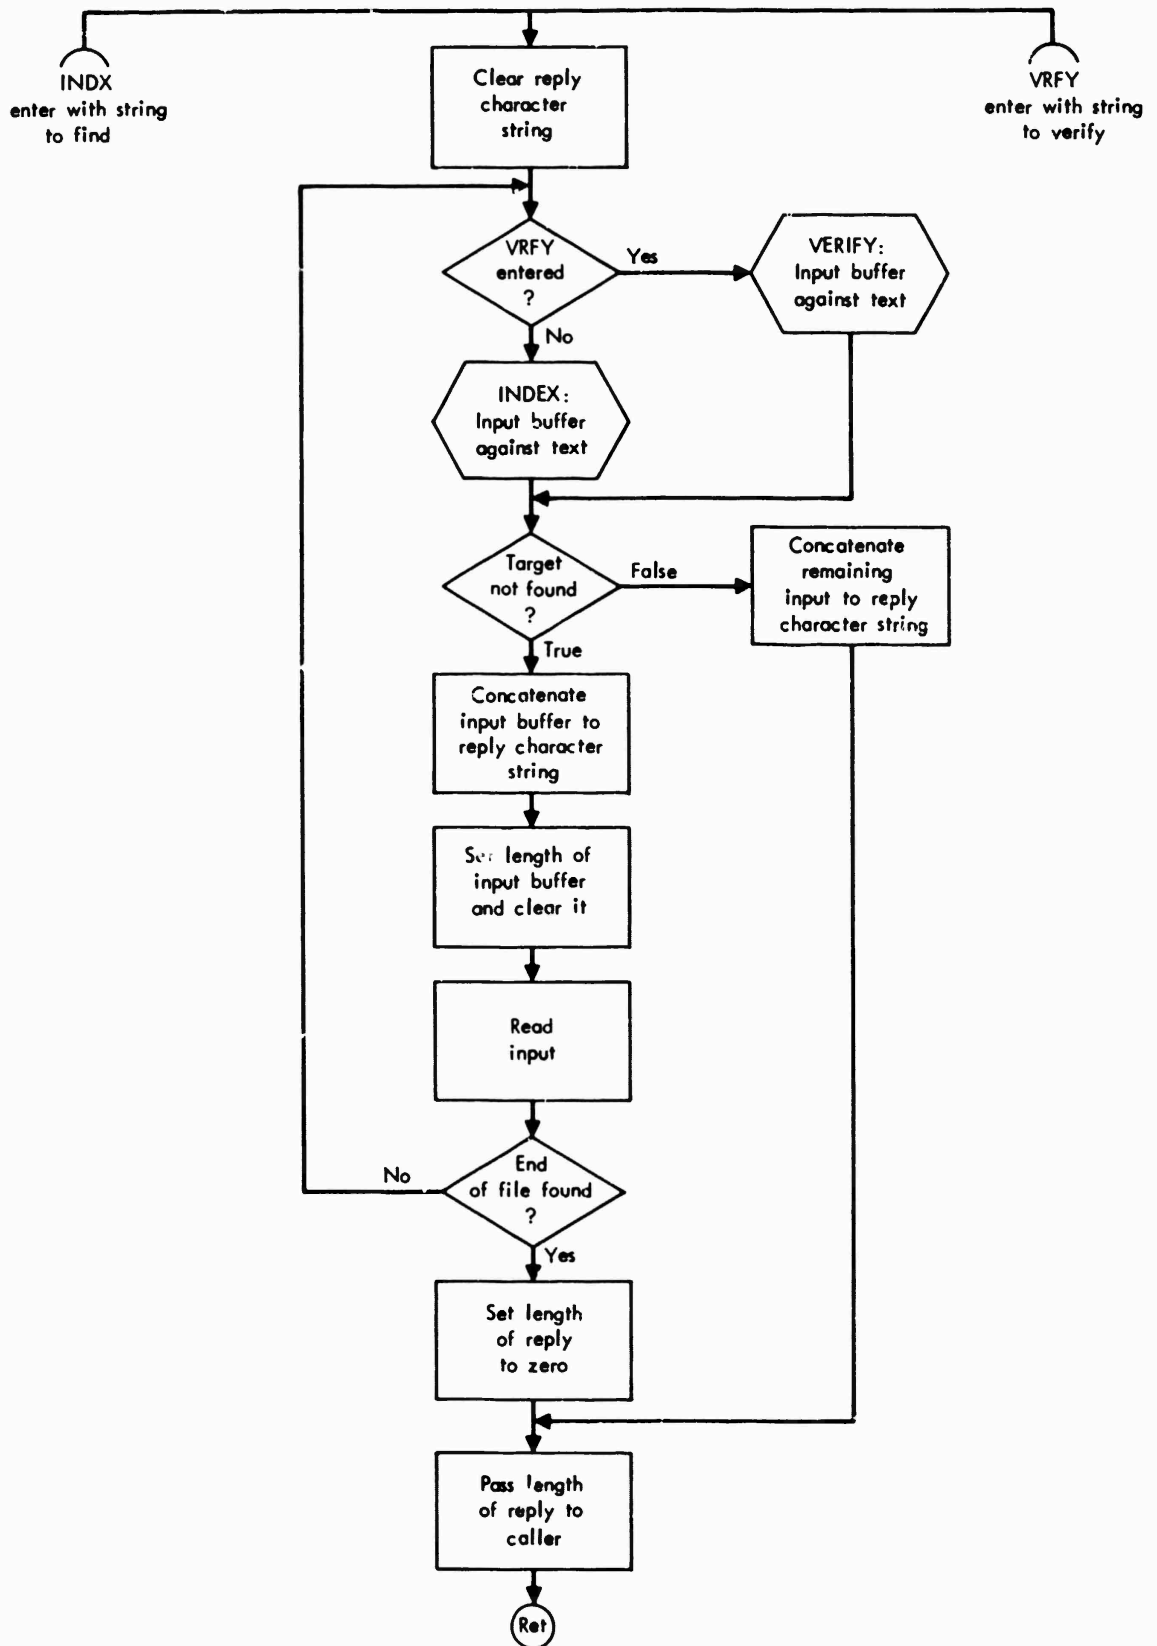 INDX
enter with string
to find
Clear reply
character
string
VRFY
enter with string
to verify
VRFY
entered
?
Yes
No
VERIFY:
Input buffer
against text
INDEX:
Input buffer
against text
Target
not found
?
False
True
Concatenate
remaining
input to reply
character string
Concatenate
input buffer to
reply character
string
Set length of
input buffer
and clear it
Read
input
End
of file found
?
No
Yes
Set length
of reply
to zero
Pass length
of reply to
caller
Ret